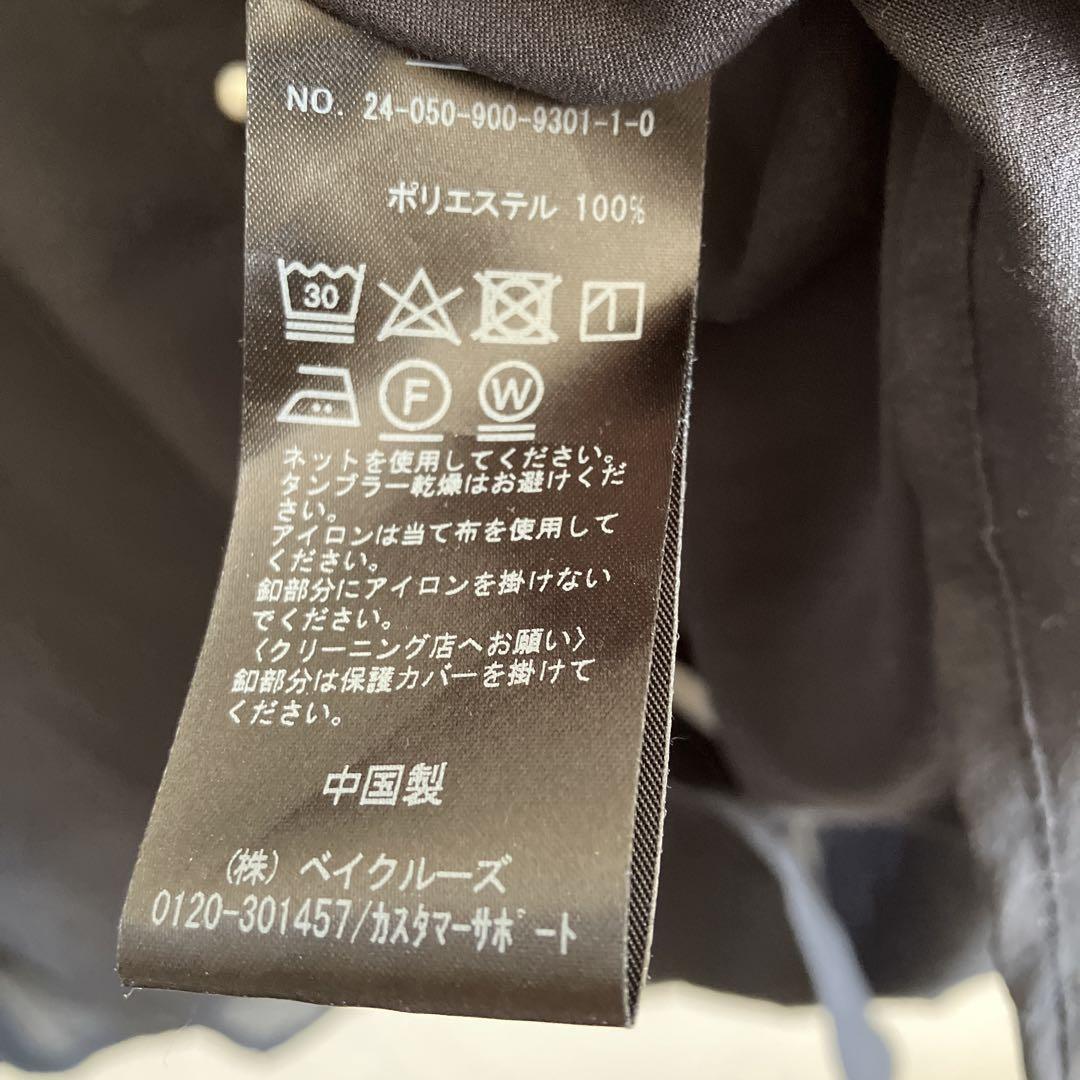 NO. 24-050-900-9301-1-0
ポリエステル 100%
30
F W
ネットを使用してください。
タンブラー乾燥はお避けくだ
さい。
アイロンは当て布を使用して
ください。
釦部分にアイロンを掛けない
でください。
〈クリーニング店へお願い〉
釦部分は保護カバーを掛けて
ください。
中国製
(株) ベイクルーズ
0120-301457/カスタマーサポート